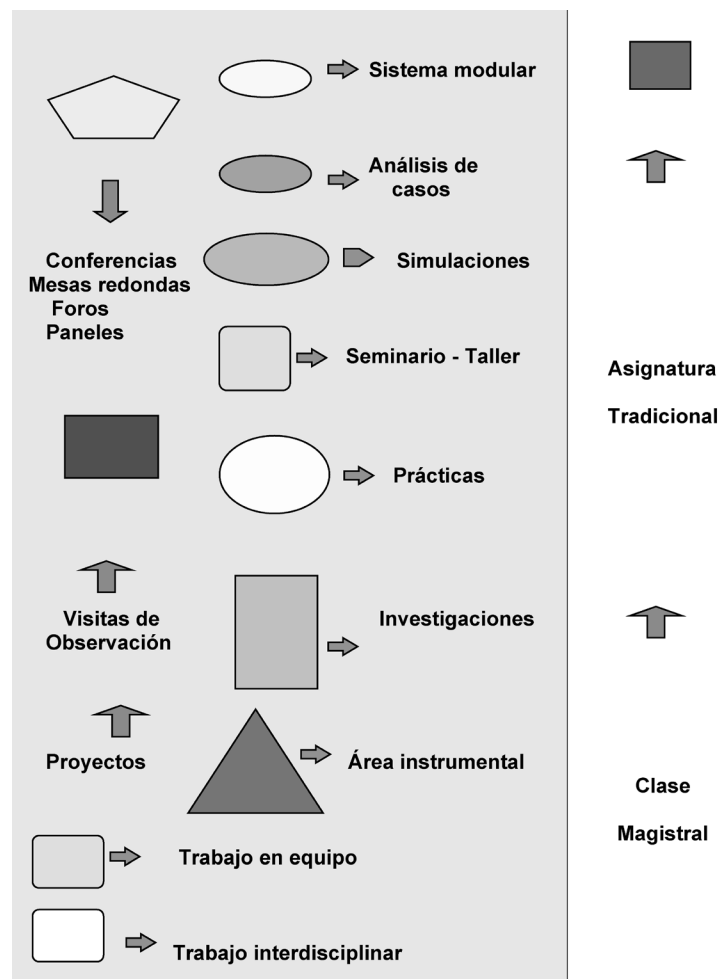 Sistema modular
Análisis de
casos
Conferencias
Mesas redondas
Foros
Paneles
Simulaciones
Seminario - Taller
Prácticas
Visitas de
Observación
Investigaciones
Proyectos
Área instrumental
Trabajo en equipo
Trabajo interdisciplinar
Asignatura
Tradicional
Clase
Magistral